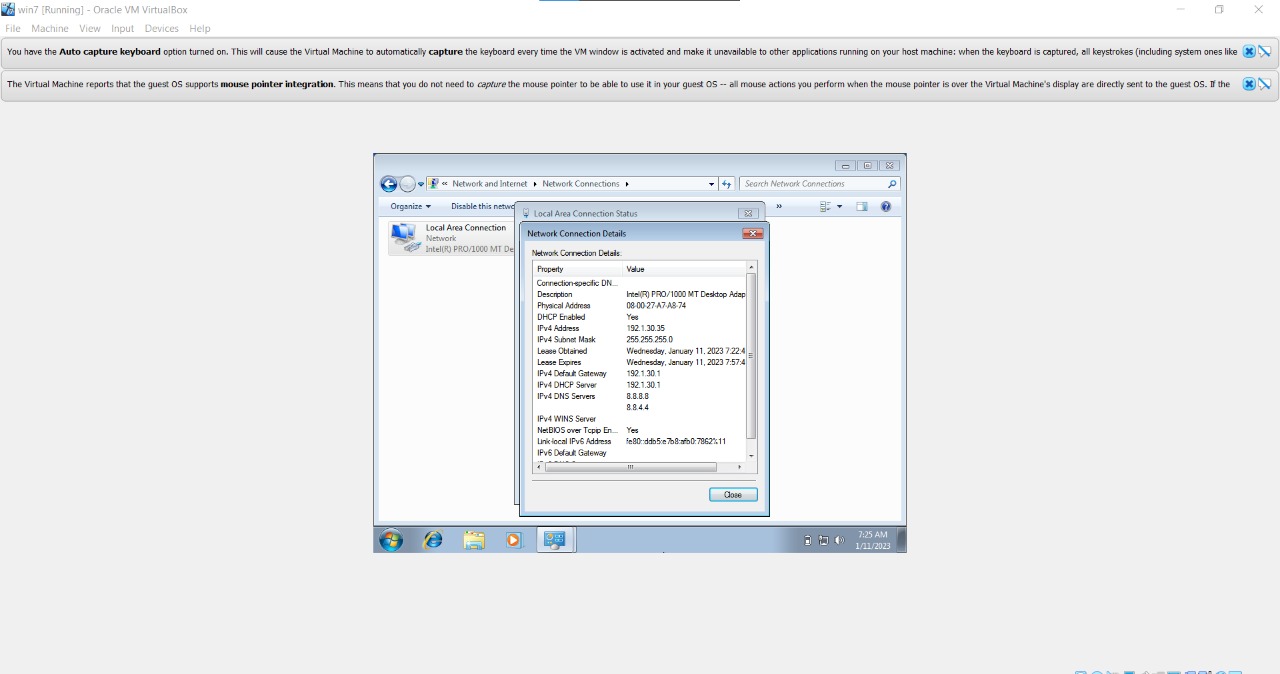 win7 [Running] - Oracle VM VirtualBox
File Machine View Input Devices Help
You have the Auto capture keyboard option turned on. This will cause the Virtual Machine to automatically capture the keyboard every time the VM window is activated and make it unavailable to other applications running on your host machine: when the keyboard is captured, all keystrokes (including system ones like
The Virtual Machine reports that the guest OS supports mouse pointer integration. This means that you do not need to capture the mouse pointer to be able to use it in your guest OS -- all mouse actions you perform when the mouse pointer is over the Virtual Machine's display are directly sent to the guest OS. If the
« Network and Internet Network Connections Search Network Connections
Organize Disable this netwo »
Local Area Connection
Network
Intel(R) PRO/1000 MT De
Local Area Connection Status
Network Connection Details
Network Connection Details:
Property Value
Connection-specific DN...
Description Intel(R) PRO/1000 MT Desktop Adap
Physical Address 08-00-27-A7-A8-74
DHCP Enabled Yes
IPv4 Address 192.1.30.35
IPv4 Subnet Mask 255.255.255.0
Lease Obtained Wednesday, January 11, 2023 7:22:4
Lease Expires Wednesday, January 11, 2023 7:57:4
IPv4 Default Gateway 192.1.30.1
IPv4 DHCP Server 192.1.30.1
IPv4 DNS Servers 8.8.8.8
8.8.4.4
IPv4 WINS Server
NetBIOS over Tcpip En... Yes
Link-local IPv6 Address fe80::ddb5:e7b8:afb0:7862%11
IPv6 Default Gateway
Close
7:25 AM
1/11/2023